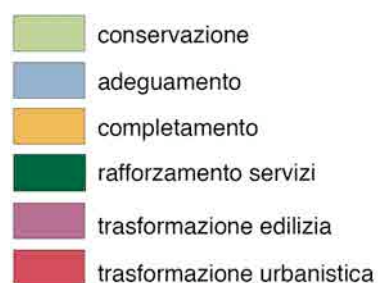 conservazione
adeguamento
completamento
rafforzamento servizi
trasformazione edilizia
trasformazione urbanistica